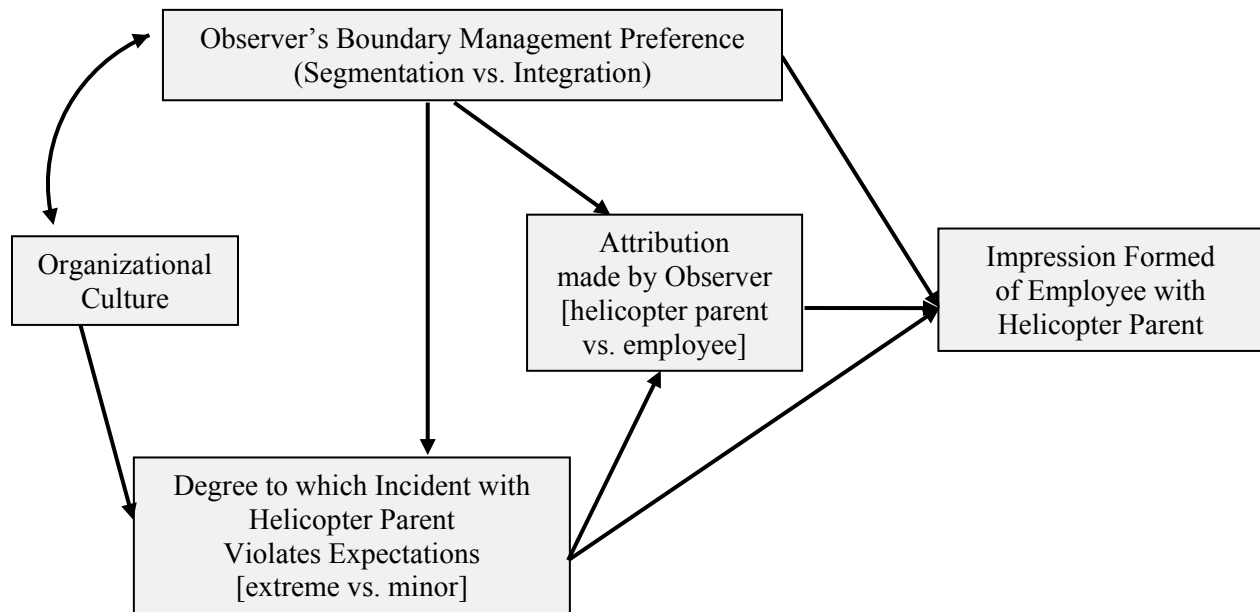 Observer’s Boundary Management Preference
(Segmentation vs. Integration)
Organizational
Culture
Attribution
made by Observer
[helicopter parent
vs. employee]
Impression Formed
of Employee with
Helicopter Parent
Degree to which Incident with
Helicopter Parent
Violates Expectations
[extreme vs. minor]